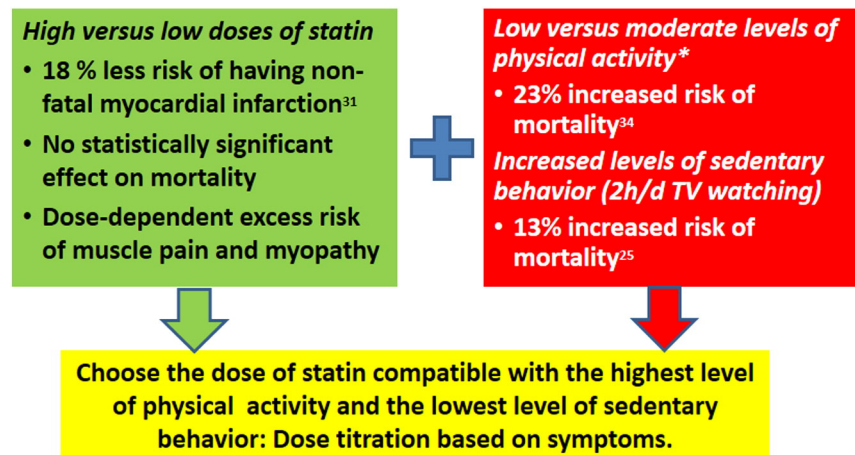 High versus low doses of statin
• 18 % less risk of having non-
fatal myocardial infarction³¹
• No statistically significant
effect on mortality
• Dose-dependent excess risk
of muscle pain and myopathy
Low versus moderate levels of
physical activity*
• 23% increased risk of
mortality³⁴
Increased levels of sedentary
behavior (2h/d TV watching)
• 13% increased risk of
mortality²⁵
Choose the dose of statin compatible with the highest level
of physical activity and the lowest level of sedentary
behavior: Dose titration based on symptoms.